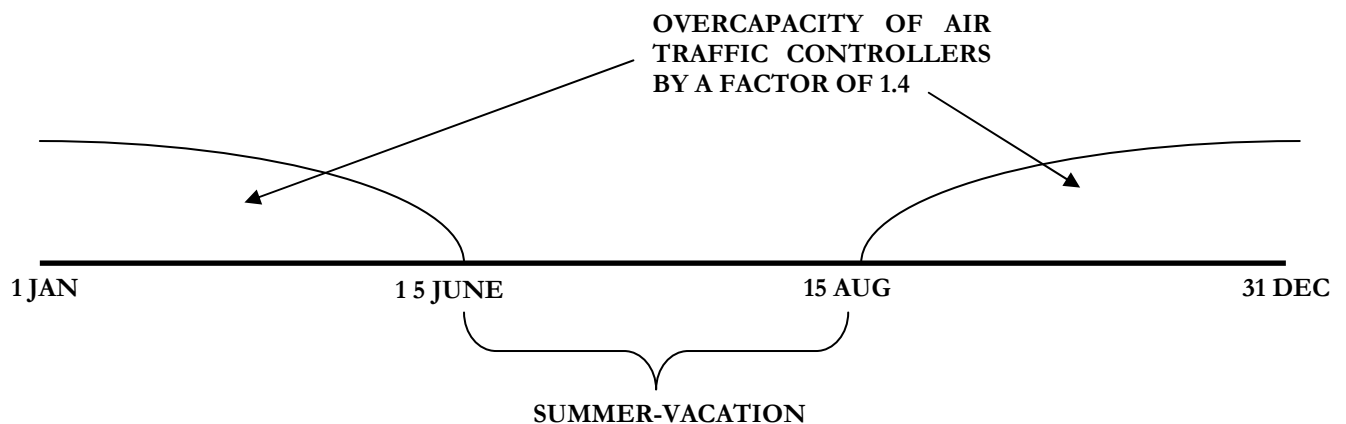 OVERCAPACITY OF AIR
TRAFFIC CONTROLLERS
BY A FACTOR OF 1.4
1 JAN
1 5 JUNE
15 AUG
31 DEC
SUMMER-VACATION